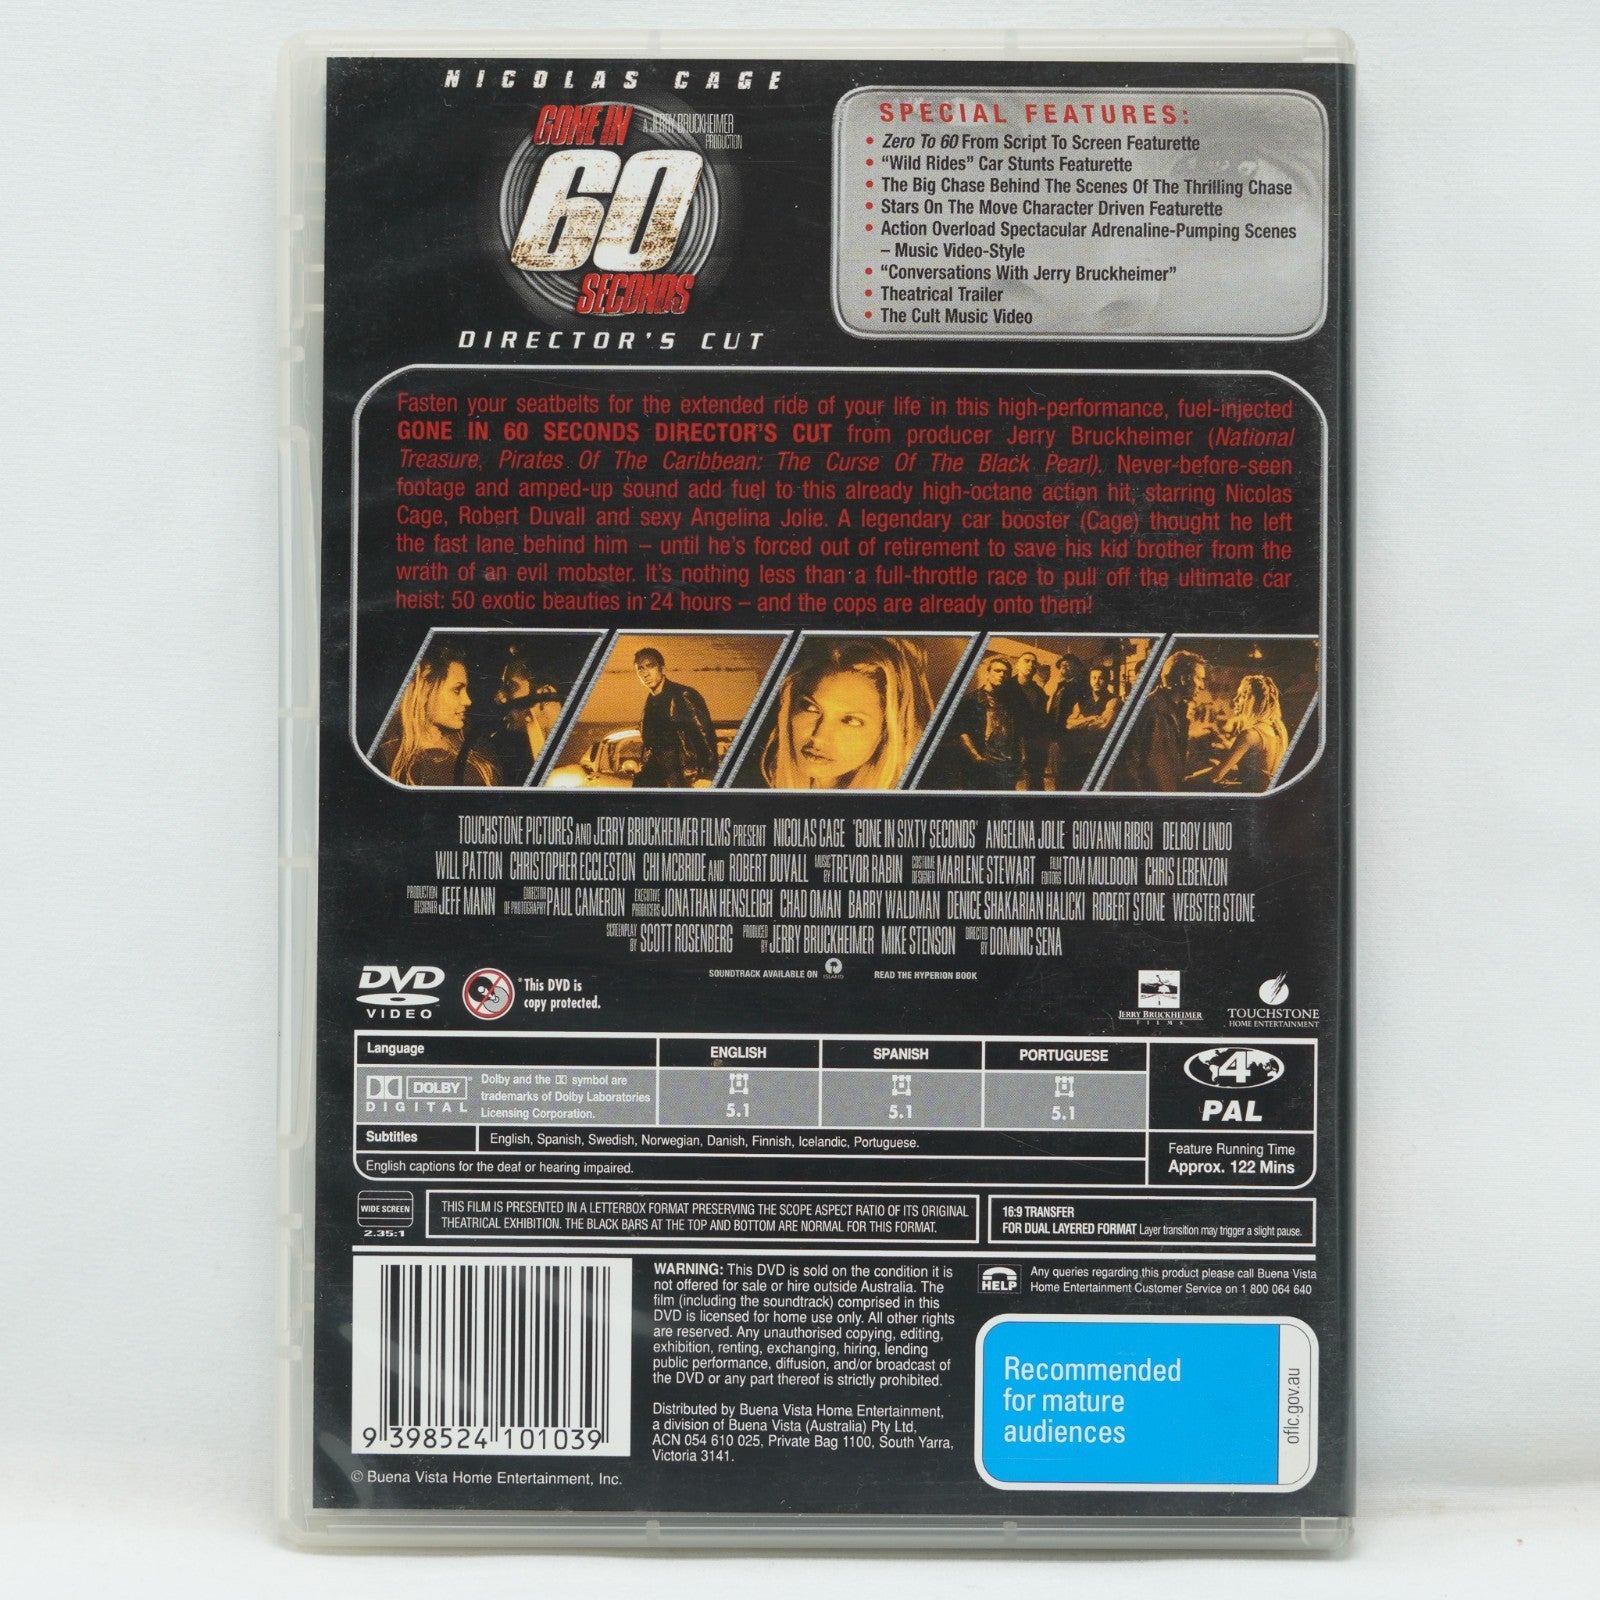 NICOLAS CAGE
GONE IN
A JERRY BRUCKHEIMER
PRODUCTION
60
SECONDS
DIRECTOR'S CUT
SPECIAL FEATURES:
• Zero To 60 From Script To Screen Featurette
• “Wild Rides” Car Stunts Featurette
• The Big Chase Behind The Scenes Of The Thrilling Chase
• Stars On The Move Character Driven Featurette
• Action Overload Spectacular Adrenaline-Pumping Scenes
– Music Video-Style
• “Conversations With Jerry Bruckheimer”
• Theatrical Trailer
• The Cult Music Video
Fasten your seatbelts for the extended ride of your life in this high-performance, fuel-injected
GONE IN 60 SECONDS DIRECTOR'S CUT from producer Jerry Bruckheimer (National
Treasure, Pirates Of The Caribbean: The Curse Of The Black Pearl). Never-before-seen
footage and amped-up sound add fuel to this already high-octane action hit, starring Nicolas
Cage, Robert Duvall and sexy Angelina Jolie. A legendary car booster (Cage) thought he left
the fast lane behind him – until he's forced out of retirement to save his kid brother from the
wrath of an evil mobster. It's nothing less than a full-throttle race to pull off the ultimate car
heist: 50 exotic beauties in 24 hours – and the cops are already onto them!
TOUCHSTONE PICTURES AND JERRY BRUCKHEIMER FILMS PRESENT NICOLAS CAGE 'GONE IN SIXTY SECONDS' ANGELINA JOLIE GIOVANNI RIBISI DELROY LINDO
WILL PATTON CHRISTOPHER ECCLESTON CHI MCBRIDE AND ROBERT DUVALL MUSIC BY TREVOR RABIN COSTUME DESIGNER MARLENE STEWART FILM EDITORS TOM MULDOON CHRIS LEBENZON
PRODUCTION DESIGNER JEFF MANN DIRECTOR OF PHOTOGRAPHY PAUL CAMERON EXECUTIVE PRODUCERS JONATHAN HENSLEIGH CHAD OMAN BARRY WALDMAN DENICE SHAKARIAN HALICKI ROBERT STONE WEBSTER STONE
SCREENPLAY BY SCOTT ROSENBERG PRODUCED BY JERRY BRUCKHEIMER MIKE STENSON DIRECTED BY DOMINIC SENA
SOUNDTRACK AVAILABLE ON ISLAND READ THE HYPERION BOOK
DVD
VIDEO
*This DVD is
copy protected.
JERRY BRUCKHEIMER
FILMS
TOUCHSTONE
HOME ENTERTAINMENT
Language ENGLISH SPANISH PORTUGUESE
DOLBY
DIGITAL
Dolby and the DD symbol are
trademarks of Dolby Laboratories
Licensing Corporation.
5.1 5.1 5.1
4
PAL
Subtitles English, Spanish, Swedish, Norwegian, Danish, Finnish, Icelandic, Portuguese.
English captions for the deaf or hearing impaired.
Feature Running Time
Approx. 122 Mins
WIDE SCREEN
2.35:1
THIS FILM IS PRESENTED IN A LETTERBOX FORMAT PRESERVING THE SCOPE ASPECT RATIO OF ITS ORIGINAL
THEATRICAL EXHIBITION. THE BLACK BARS AT THE TOP AND BOTTOM ARE NORMAL FOR THIS FORMAT.
16:9 TRANSFER
FOR DUAL LAYERED FORMAT Layer transition may trigger a slight pause.
9 398524 101039
© Buena Vista Home Entertainment, Inc.
WARNING: This DVD is sold on the condition it is
not offered for sale or hire outside Australia. The
film (including the soundtrack) comprised in this
DVD is licensed for home use only. All other rights
are reserved. Any unauthorised copying, editing,
exhibition, renting, exchanging, hiring, lending
public performance, diffusion, and/or broadcast of
the DVD or any part thereof is strictly prohibited.
Distributed by Buena Vista Home Entertainment,
a division of Buena Vista (Australia) Pty Ltd,
ACN 054 610 025, Private Bag 1100, South Yarra,
Victoria 3141.
HELP
Any queries regarding this product please call Buena Vista
Home Entertainment Customer Service on 1 800 064 640
Recommended
for mature
audiences
oflc.gov.au